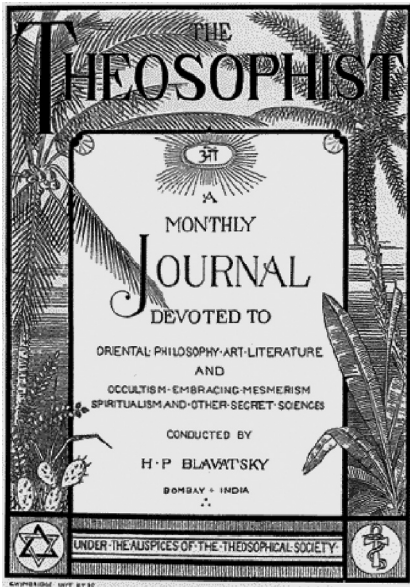 THE
THEOSOPHIST
ओं
A
MONTHLY
JOURNAL
DEVOTED TO
ORIENTAL·PHILOSOPHY·ART·LITERATURE
AND
OCCULTISM·EMBRACING·MESMERISM
SPIRITUALISM·AND·OTHER·SECRET·SCIENCES
CONDUCTED BY
H·P BLAVATSKY
BOMBAY + INDIA
UNDER·THE·AUSPICES·OF·THE·THEOSOPHICAL·SOCIETY·